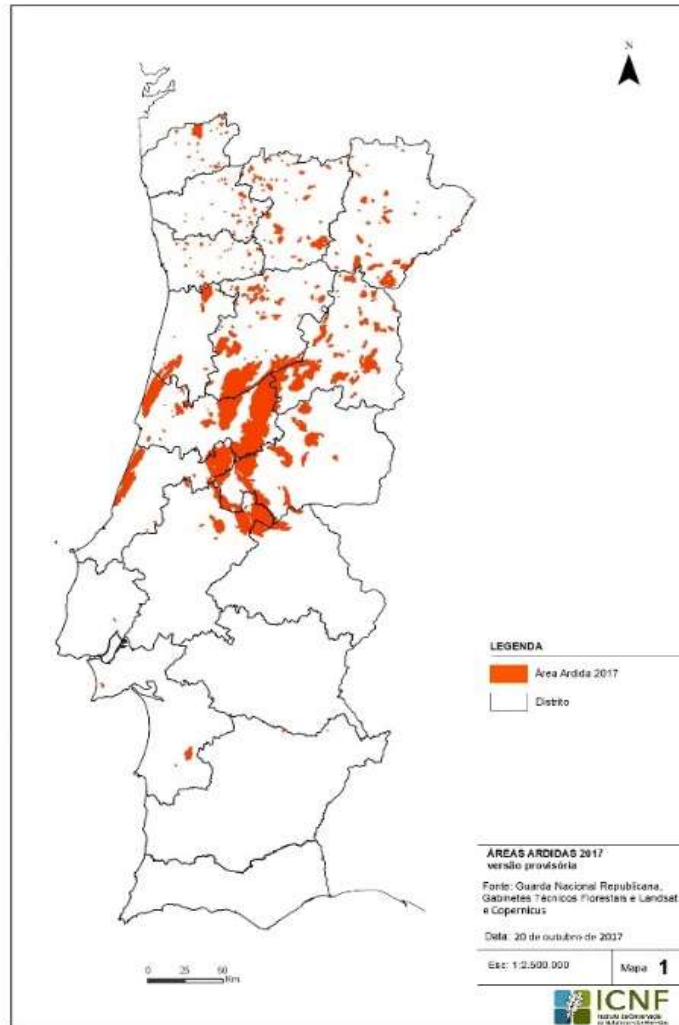 N
LEGENDA
Área Ardida 2017
Distrito
ÁREAS ARDIDAS 2017
versão provisória
Fonte: Guarda Nacional Republicana,
Gabinetes Técnicos Florestais e Landsat
e Copernicus
Data: 20 de outubro de 2017
Esc: 1:2.500.000
Mapa 1
0 25 50
Km
ICNF